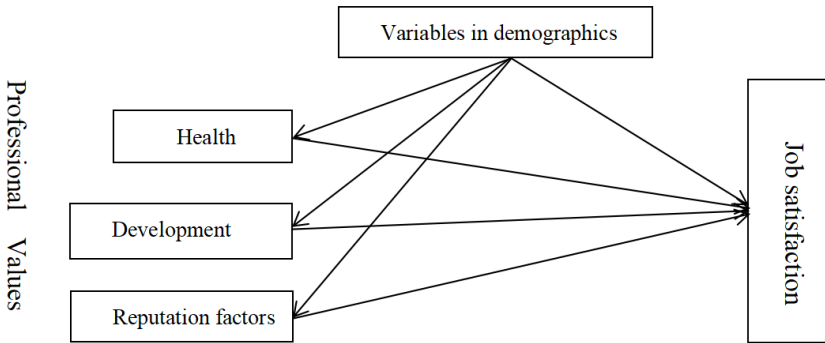 Variables in demographics
Professional Values
Health
Development
Reputation factors
Job satisfaction